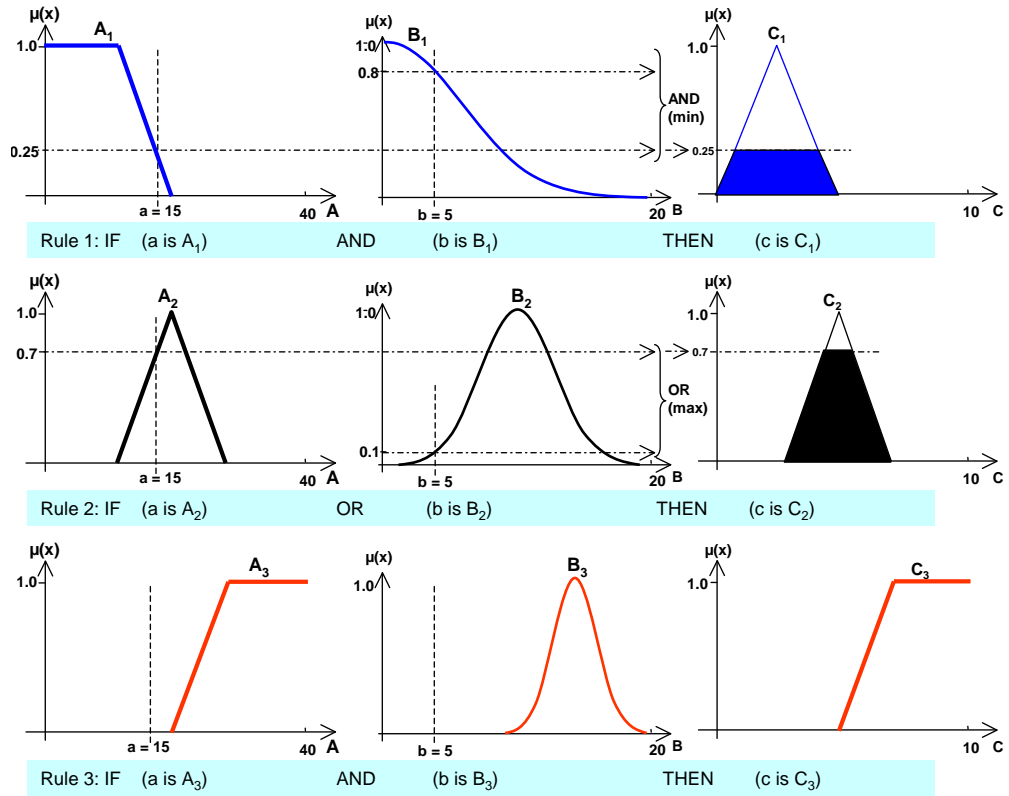 μ(x) A₁ μ(x) B₁ μ(x) C₁
1.0 1.0 1.0
0.8
AND
(min)
0.25 0.25
a = 15 40 A b = 5 20 B 10 C
Rule 1: IF (a is A₁) AND (b is B₁) THEN (c is C₁)
μ(x) A₂ μ(x) B₂ μ(x) C₂
1.0 1.0 1.0
0.7 0.7
OR
(max)
0.1
a = 15 40 A b = 5 20 B 10 C
Rule 2: IF (a is A₂) OR (b is B₂) THEN (c is C₂)
μ(x) A₃ μ(x) B₃ μ(x) C₃
1.0 1.0 1.0
a = 15 40 A b = 5 20 B 10 C
Rule 3: IF (a is A₃) AND (b is B₃) THEN (c is C₃)